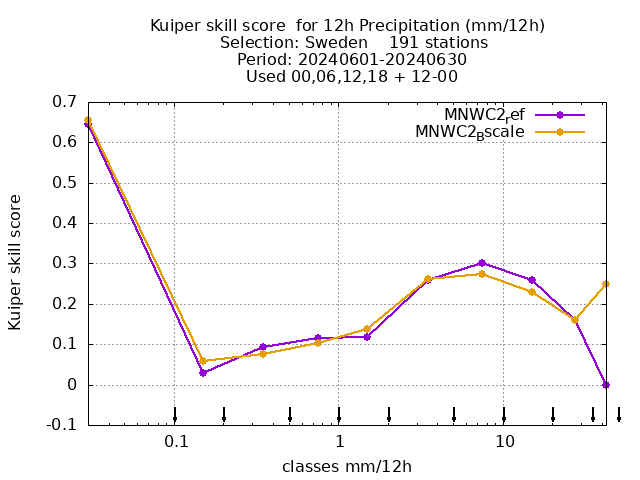 Kuiper skill score  for 12h Precipitation (mm/12h)
Selection: Sweden    191 stations
Period: 20240601-20240630
Used 00,06,12,18 + 12-00
MNWC2ref
MNWC2Bscale
0.7
0.6
0.5
0.4
0.3
0.2
0.1
0
-0.1
Kuiper skill score
0.1 1 10
classes mm/12h